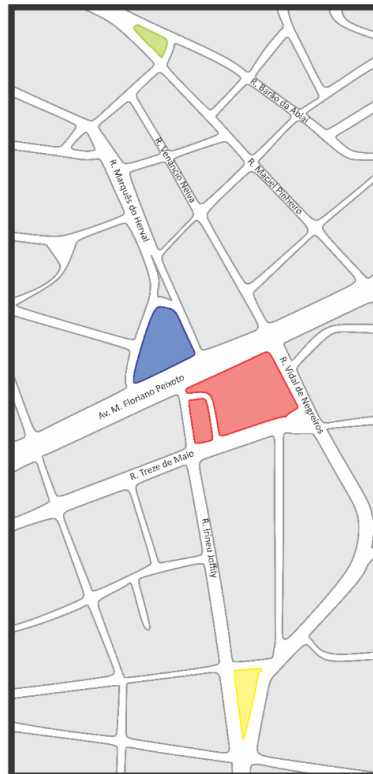 R. Barão da Abiaí
R. Venâncio Neiva
R. Marquês do Herval
R. Maciel Pinheiro
Av. M. Floriano Peixoto
R. Vidal de Negreiros
R. Treze de Maio
R. Irineu Joffily